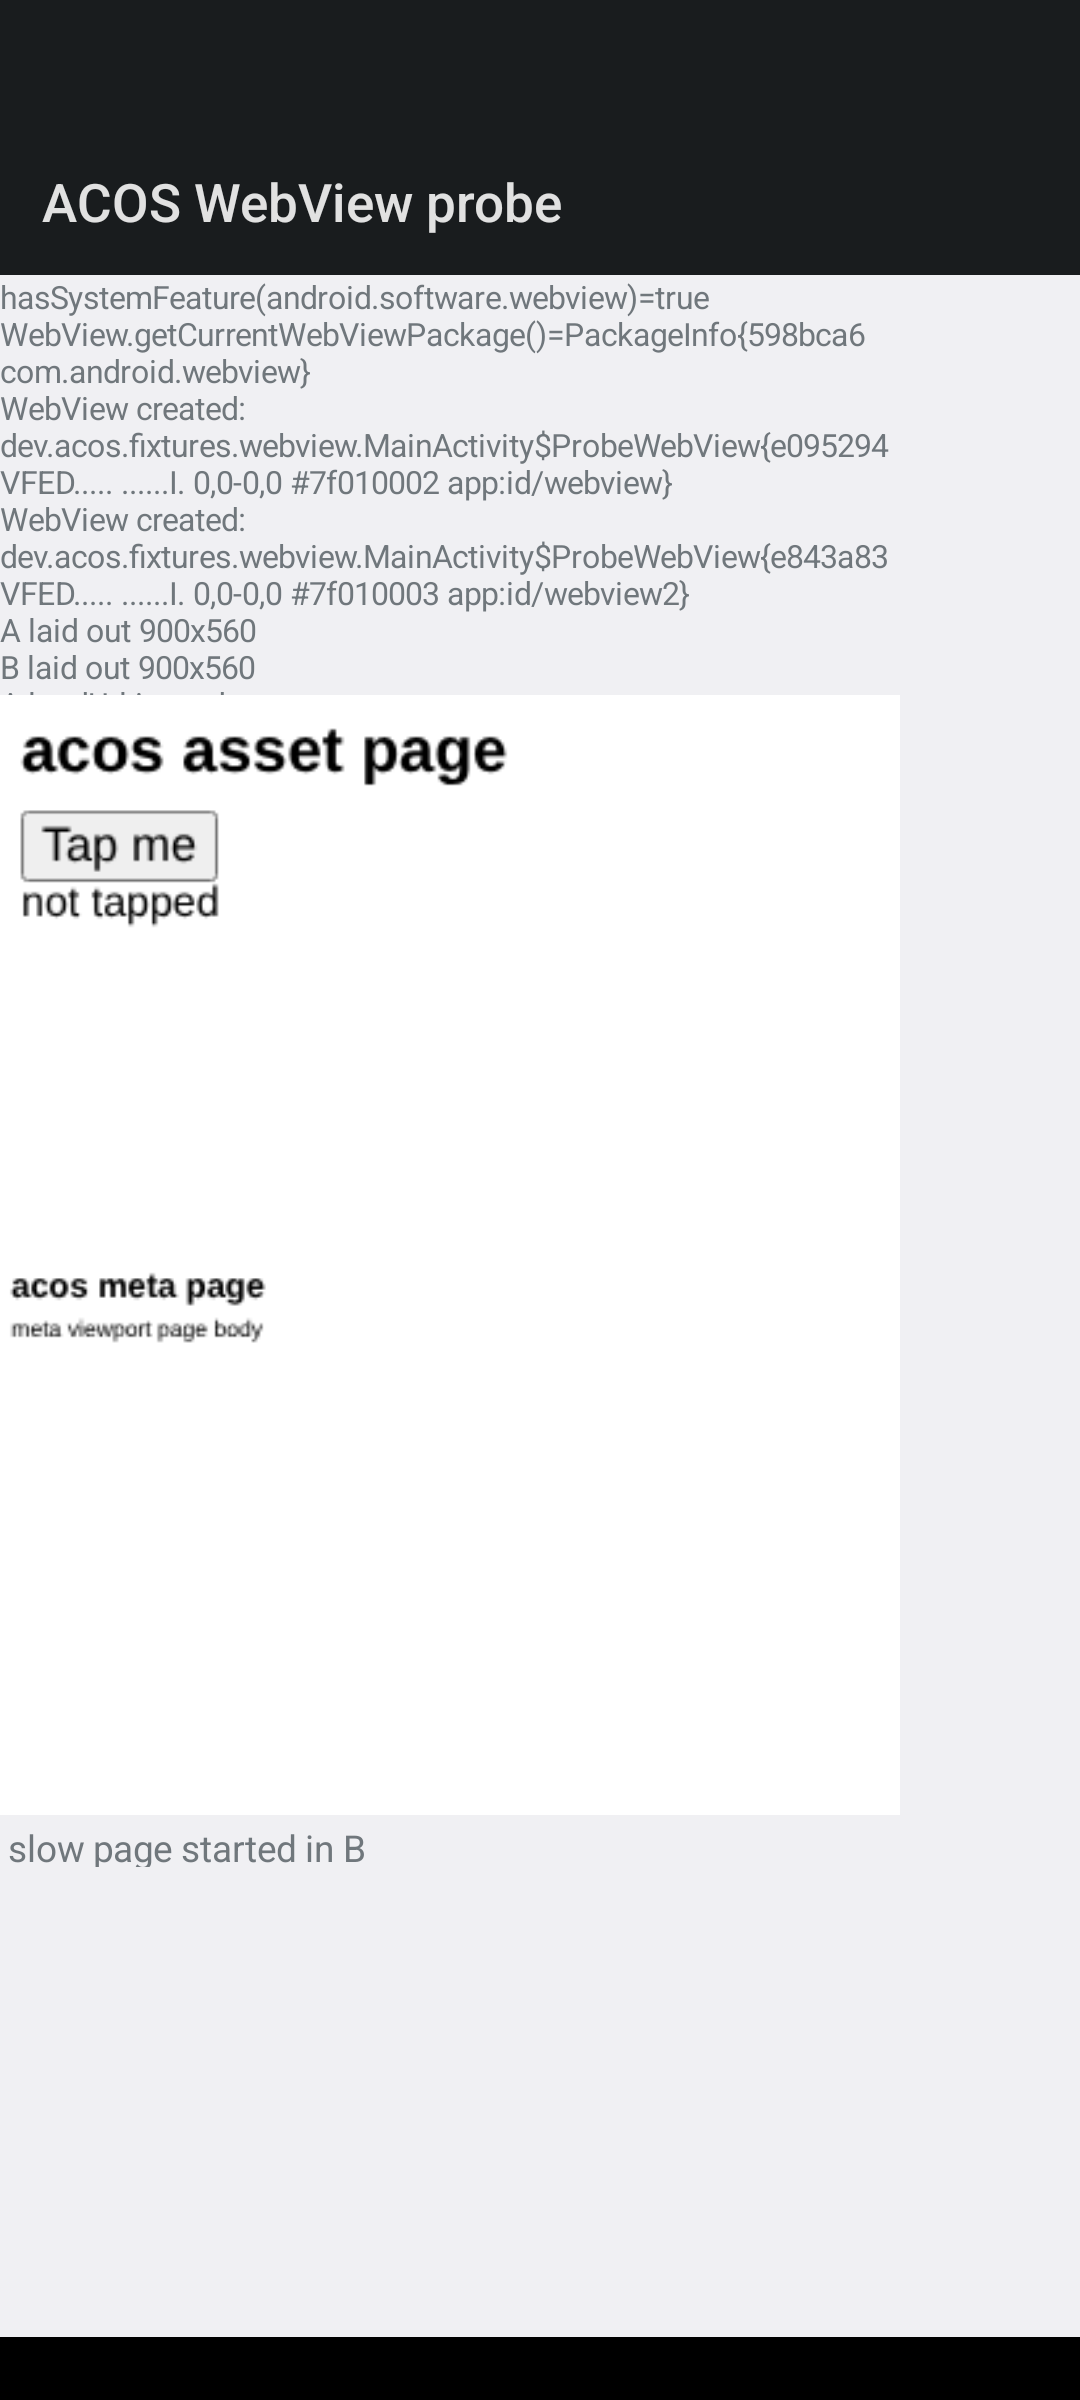 ACOS WebView probe
hasSystemFeature(android.software.webview)=true
WebView.getCurrentWebViewPackage()=PackageInfo{598bca6
com.android.webview}
WebView created:
dev.acos.fixtures.webview.MainActivity$ProbeWebView{e095294
VFED..... ......I. 0,0-0,0 #7f010002 app:id/webview}
WebView created:
dev.acos.fixtures.webview.MainActivity$ProbeWebView{e843a83
VFED..... ......I. 0,0-0,0 #7f010003 app:id/webview2}
A laid out 900x560
B laid out 900x560
acos asset page
Tap me
not tapped
acos meta page
meta viewport page body
slow page started in B